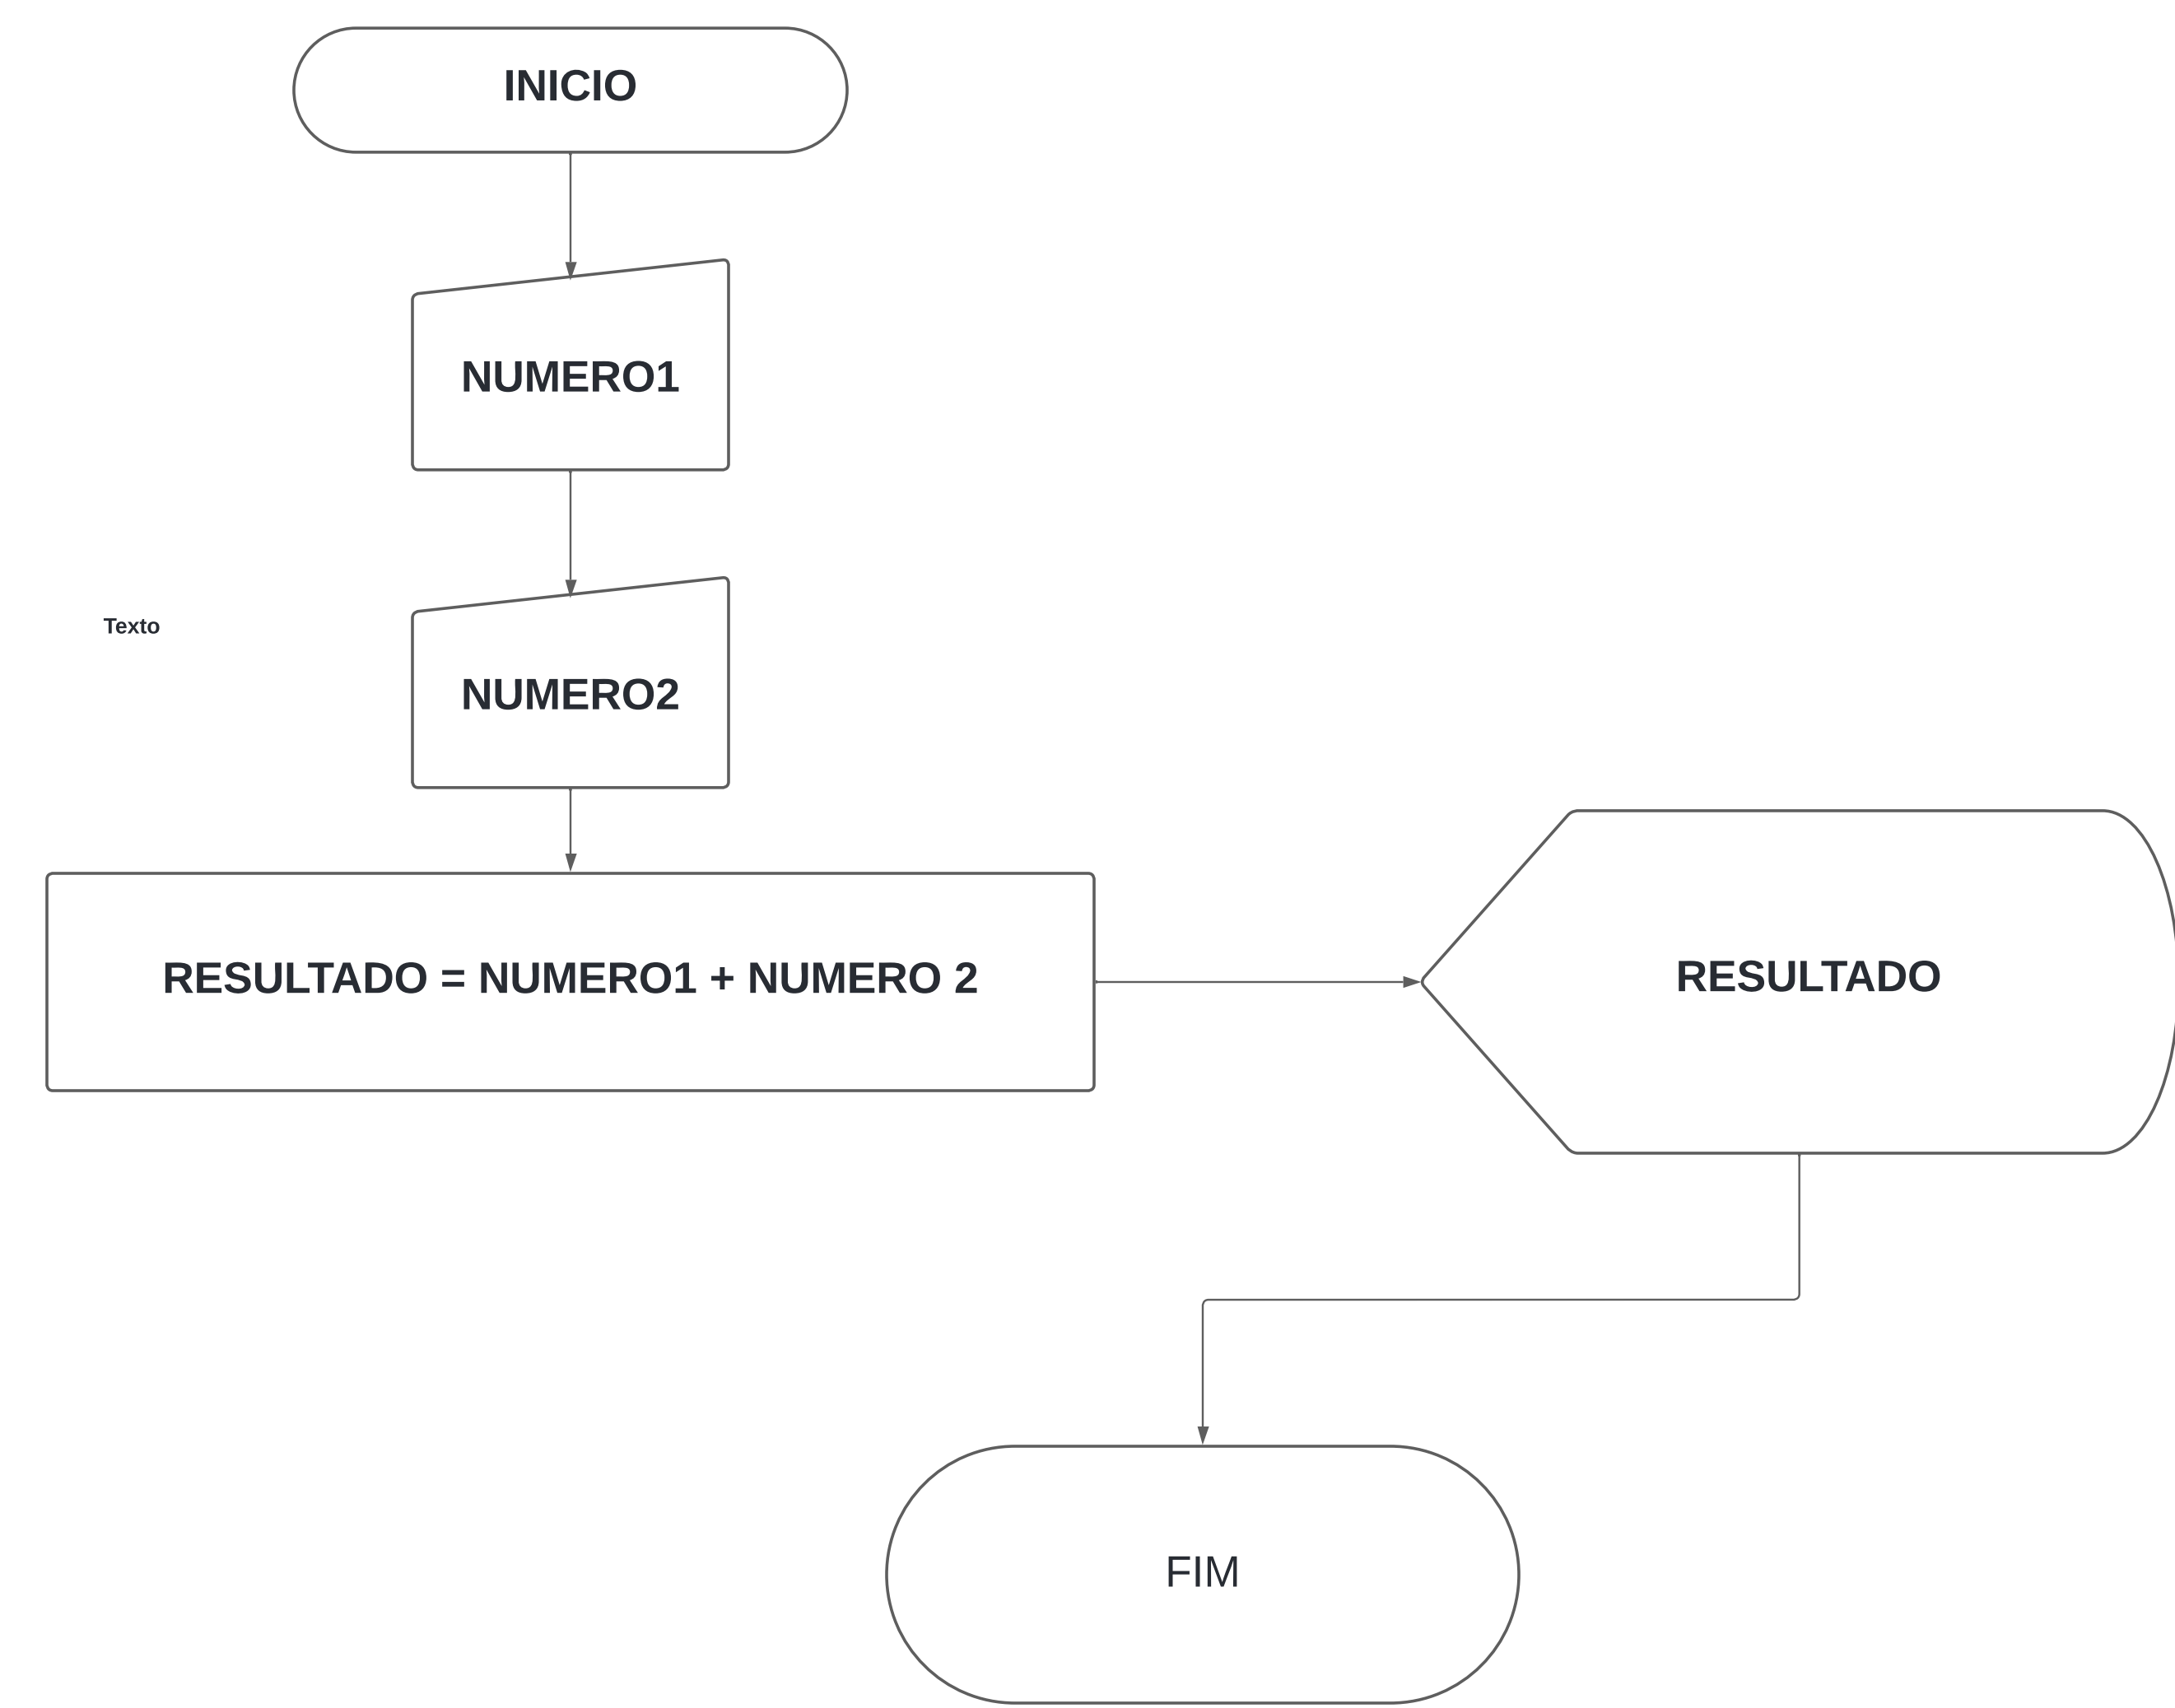 INICIO
NUMERO1
Texto
NUMERO2
RESULTADO = NUMERO1 + NUMERO 2
RESULTADO
FIM